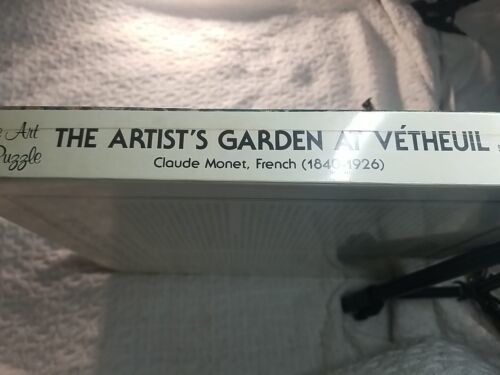 Art
Puzzle
THE ARTIST'S GARDEN AT VÉTHEUIL
Claude Monet, French (1840-1926)